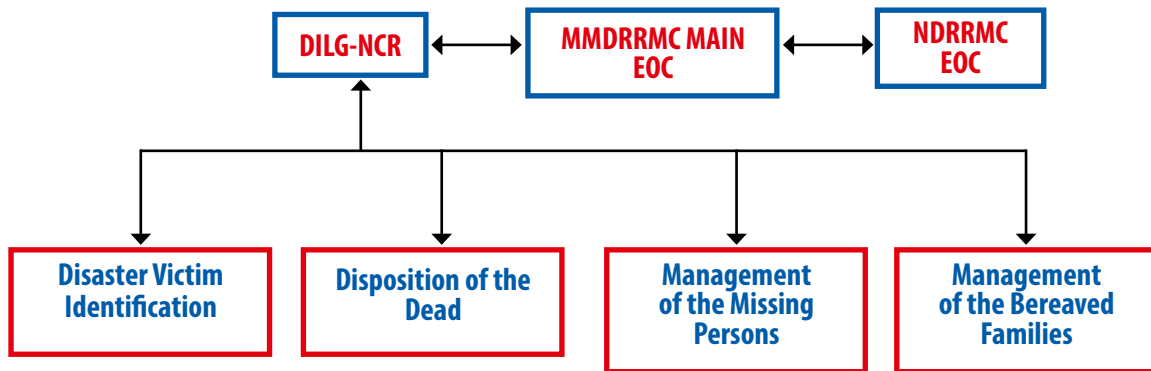 DILG-NCR
MMDRRMC MAIN
EOC
NDRRMC
EOC
Disaster Victim
Identification
Disposition of the
Dead
Management
of the Missing
Persons
Management
of the Bereaved
Families